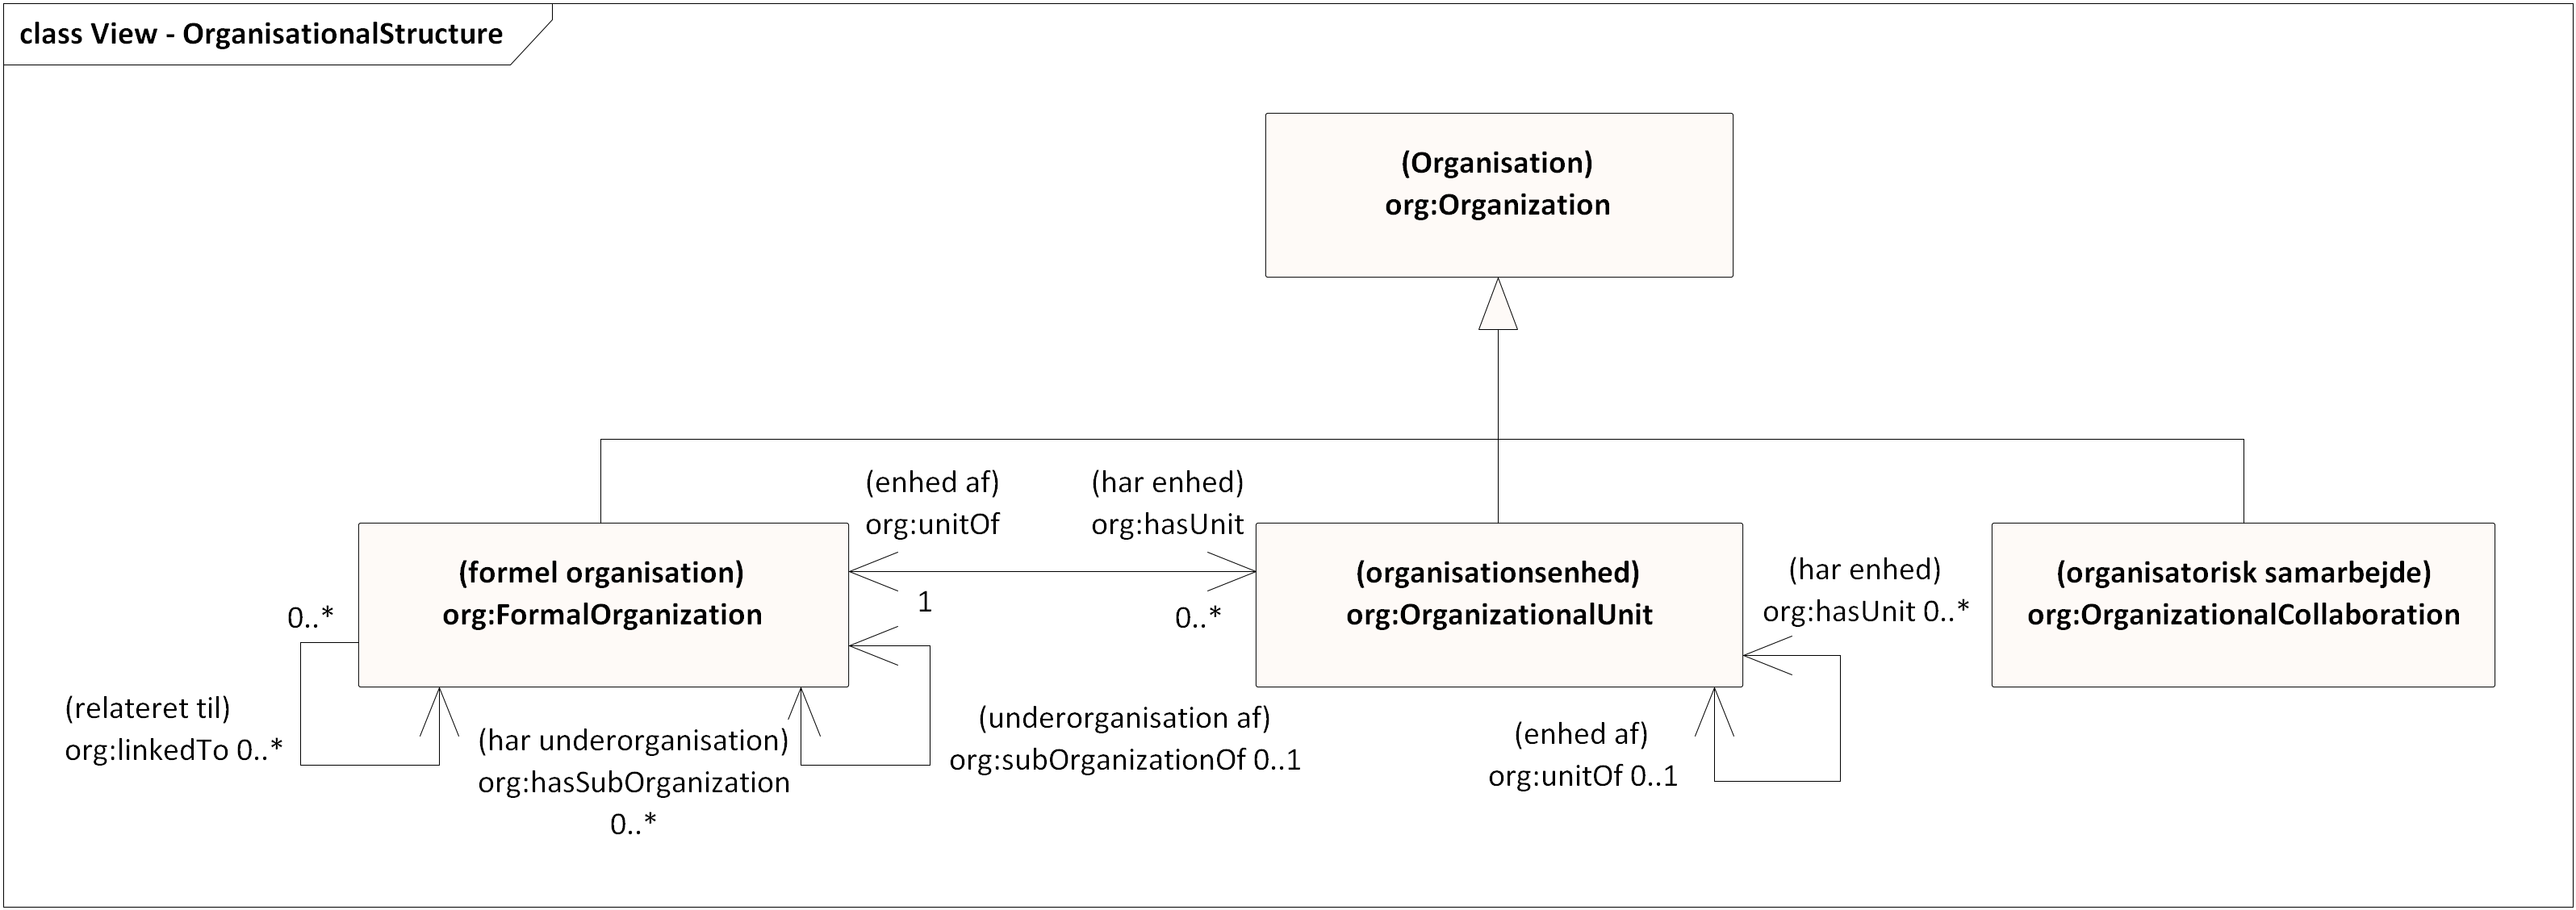 class View - OrganisationalStructure
(Organisation)
org:Organization
(enhed af)
org:unitOf
(har enhed)
org:hasUnit
(formel organisation)
org:FormalOrganization
1
0..*
(organisationsenhed)
org:OrganizationalUnit
(har enhed)
org:hasUnit 0..*
(organisatorisk samarbejde)
org:OrganizationalCollaboration
0..*
(relateret til)
org:linkedTo 0..*
(har underorganisation)
org:hasSubOrganization
0..*
(underorganisation af)
org:subOrganizationOf 0..1
(enhed af)
org:unitOf 0..1